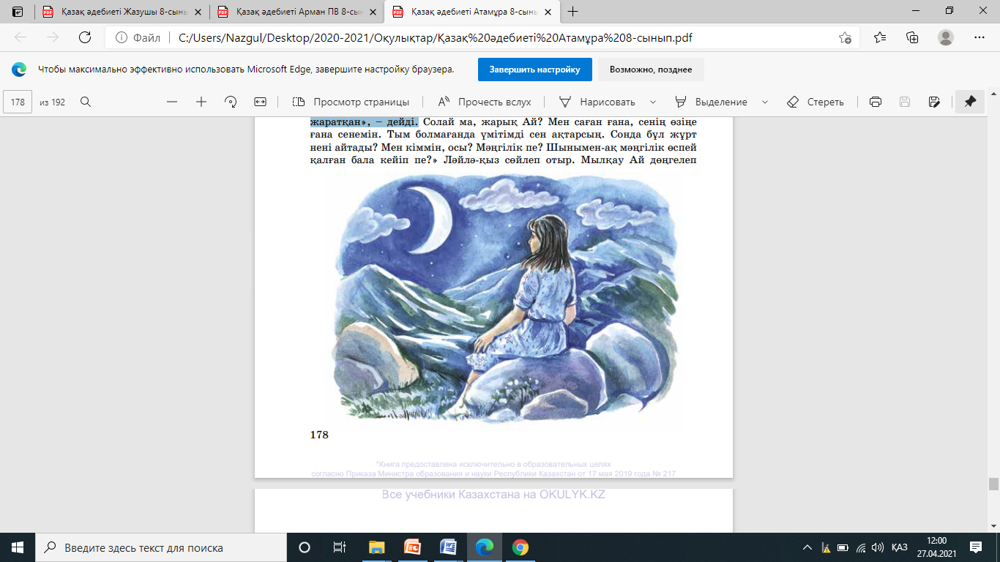 Қазақ әдебиеті Жазушы 8-сын
Қазақ әдебиеті Арман ПВ 8-сын
Қазақ әдебиеті Атамұра 8-сын
Файл
C:/Users/Nazgul/Desktop/2020-2021/Оқулықтар/Қазақ%20әдебиеті%20Атамұра%208-сынып.pdf
Чтобы максимально эффективно использовать Microsoft Edge, завершите настройку браузера.
Завершить настройку
Возможно, позднее
178 из 192
Просмотр страницы
Прочесть вслух
Нарисовать
Выделение
Стереть
жаратқан», – дейді. Солай ма, жарық Ай? Мен саған ғана, сенің өзіңе
ғана сенемін. Тым болмағанда үмітімді сен ақтарсың. Сонда бұл жұрт
нені айтады? Мен кіммін, осы? Мәңгілік пе? Шынымен-ақ мәңгілік өспей
қалған бала кейіп пе?» Ләйлә-қыз сөйлеп отыр. Мылқау Ай дөңгелеп
178
*Книга предоставлена исключительно в образовательных целях
согласно Приказа Министра образования и науки Республики Казахстан от 17 мая 2019 года № 217
Все учебники Казахстана на OKULYK.KZ
Введите здесь текст для поиска
ҚАЗ
12:00
27.04.2021